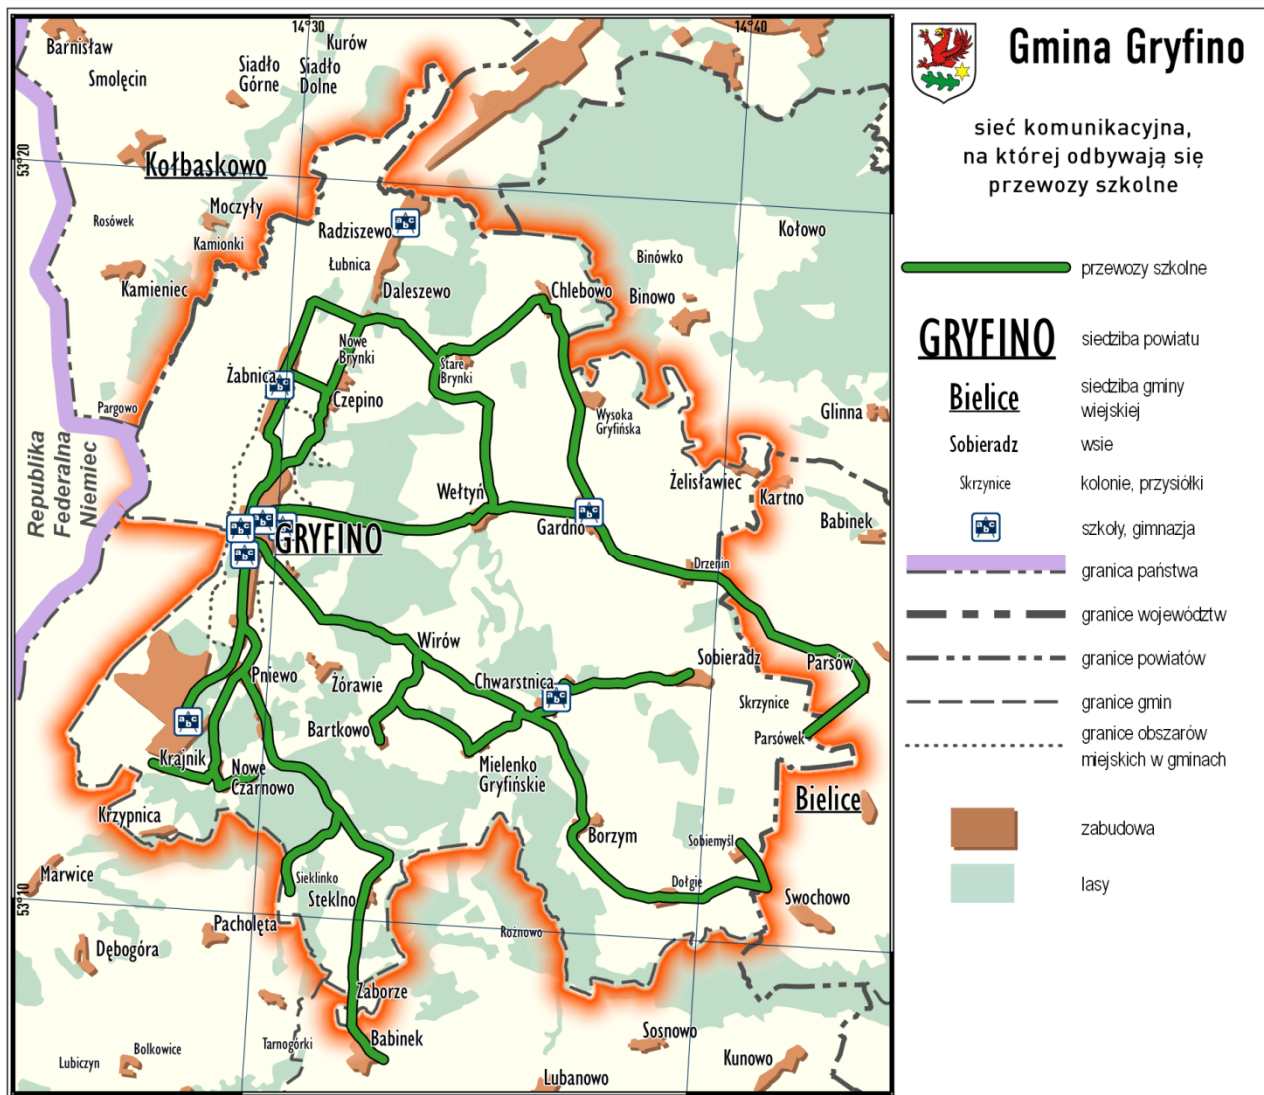 14°30
14°40
53°20
53°10
Barnisław
Smolęcin
Siadło
Górne
Kurów
Siadło
Dolne
Kołbaskowo
Rosówek
Moczyły
Kamionki
Kamieniec
Pargowo
Radziszewo
Łubnica
Daleszewo
Kołowo
Binówko
Binowo
Chlebowo
Nowe
Brynki
Stare
Brynki
Żabnica
Czepino
Wysoka
Gryfińska
Glinna
Republika
Federalna
Niemiec
Wełtyń
Gardno
Żelisławiec
Kartno
Babinek
GRYFINO
Drzenin
Wirów
Sobieradz
Parsów
Pniewo
Żórawie
Chwarstnica
Skrzynice
Bartkowo
Parsówek
Krajnik
Nowe
Czarnowo
Mielenko
Gryfińskie
Bielice
Krzypnica
Borzym
Sobiemyśl
Marwice
Sieklinko
Steklno
Dołgie
Swochowo
Pacholęta
Rożnowo
Dębogóra
Zaborze
Babinek
Tarnogórki
Sosnowo
Bolkowice
Lubiczyn
Kunowo
Lubanowo
Gmina Gryfino
sieć komunikacyjna,
na której odbywają się
przewozy szkolne
przewozy szkolne
GRYFINO siedziba powiatu
Bielice siedziba gminy
wiejskiej
Sobieradz wsie
Skrzynice kolonie, przysiółki
abc szkoły, gimnazja
granica państwa
granice województw
granice powiatów
granice gmin
granice obszarów
miejskich w gminach
zabudowa
lasy